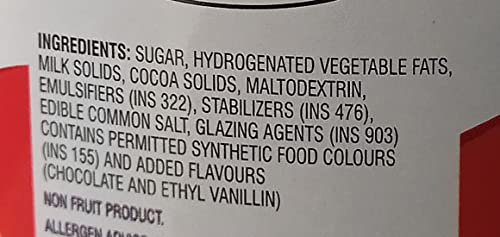 INGREDIENTS: SUGAR, HYDROGENATED VEGETABLE FATS,
MILK SOLIDS, COCOA SOLIDS, MALTODEXTRIN,
EMULSIFIERS (INS 322), STABILIZERS (INS 476),
EDIBLE COMMON SALT, GLAZING AGENTS (INS 903)
CONTAINS PERMITTED SYNTHETIC FOOD COLOURS
(INS 155) AND ADDED FLAVOURS
(CHOCOLATE AND ETHYL VANILLIN)
NON FRUIT PRODUCT.
ALLERGEN